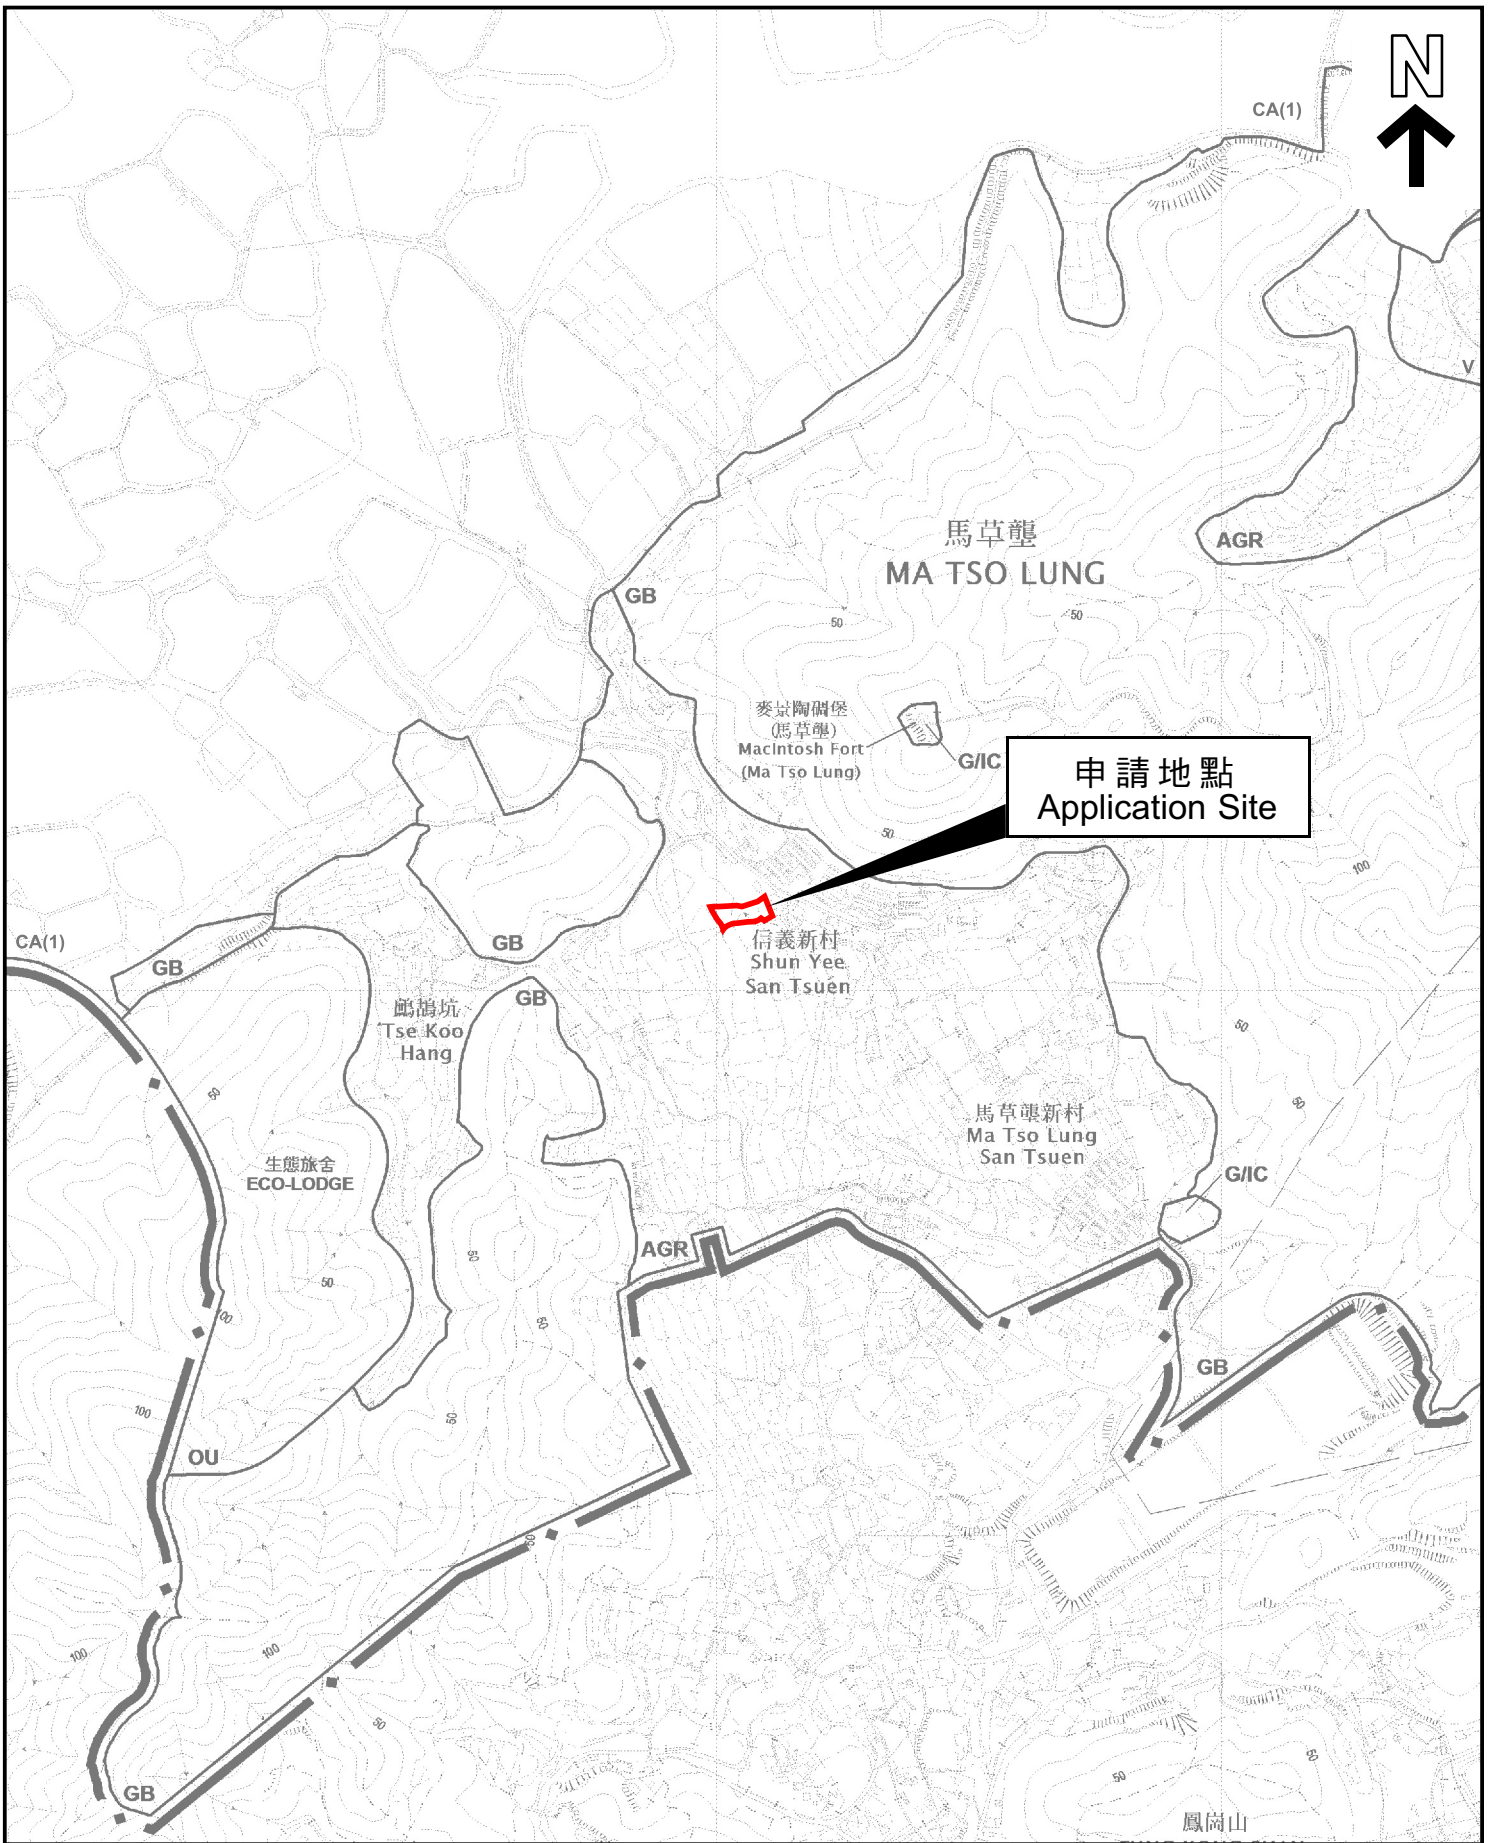 N
CA(1)
V
馬草壟
MA TSO LUNG
AGR
GB
50
50
麥景陶碉堡
(馬草壟)
MacIntosh Fort
(Ma Tso Lung)
G/IC
申請地點
Application Site
50
100
信義新村
Shun Yee
San Tsuen
GB
CA(1)
GB
GB
鷓鴣坑
Tse Koo
Hang
50
50
50
馬草壟新村
Ma Tso Lung
San Tsuen
生態旅舍
ECO-LODGE
G/IC
AGR
50
50
100
50
GB
100
50
OU
50
100
100
50
GB
50
50
鳳崗山